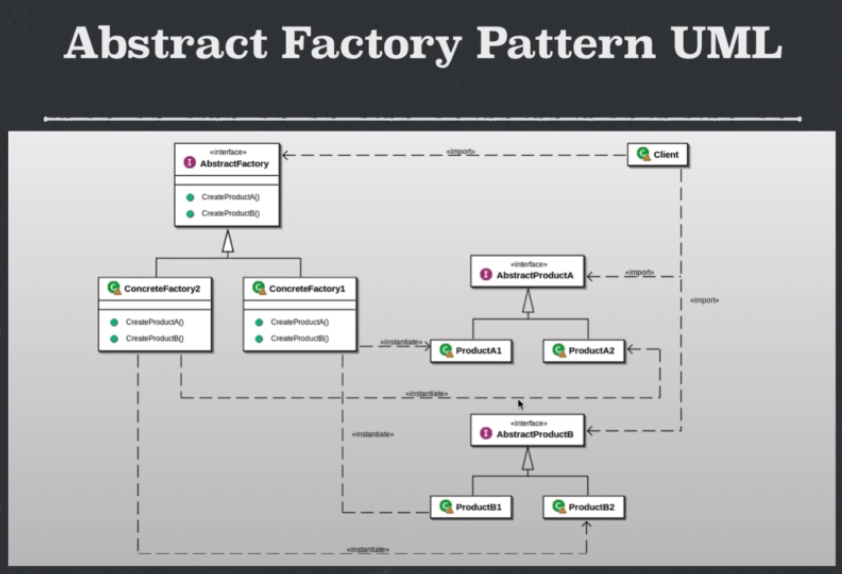 Abstract Factory Pattern UML
«interface»
I AbstractFactory
CreateProductA()
CreateProductB()
«import»
C Client
C ConcreteFactory2
CreateProductA()
CreateProductB()
C ConcreteFactory1
CreateProductA()
CreateProductB()
«interface»
I AbstractProductA
«import»
«import»
«instantiate»
C ProductA1
C ProductA2
«instantiate»
«interface»
I AbstractProductB
«instantiate»
C ProductB1
C ProductB2
«instantiate»